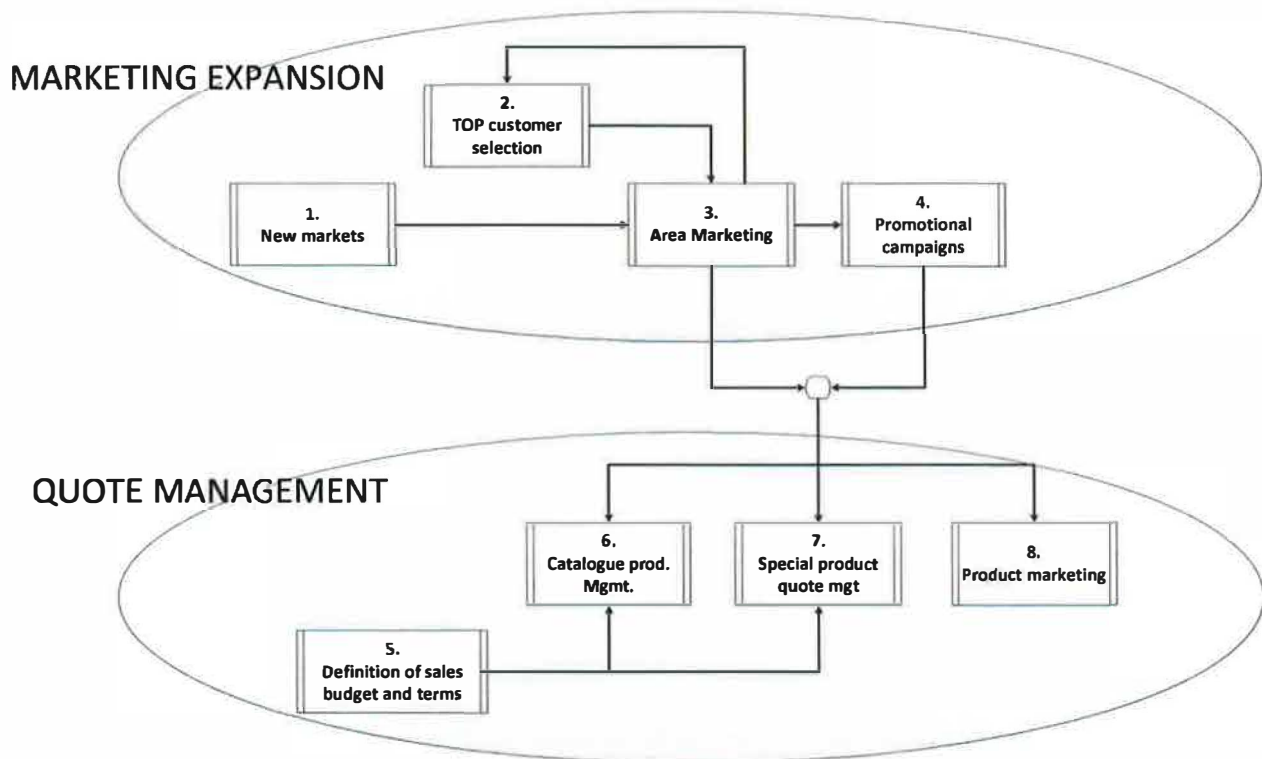 MARKETING EXPANSION
2.
TOP customer
selection
1.
New markets
3.
Area Marketing
4.
Promotional
campaigns
QUOTE MANAGEMENT
6.
Catalogue prod.
Mgmt.
7.
Special product
quote mgt
8.
Product marketing
5.
Definition of sales
budget and terms